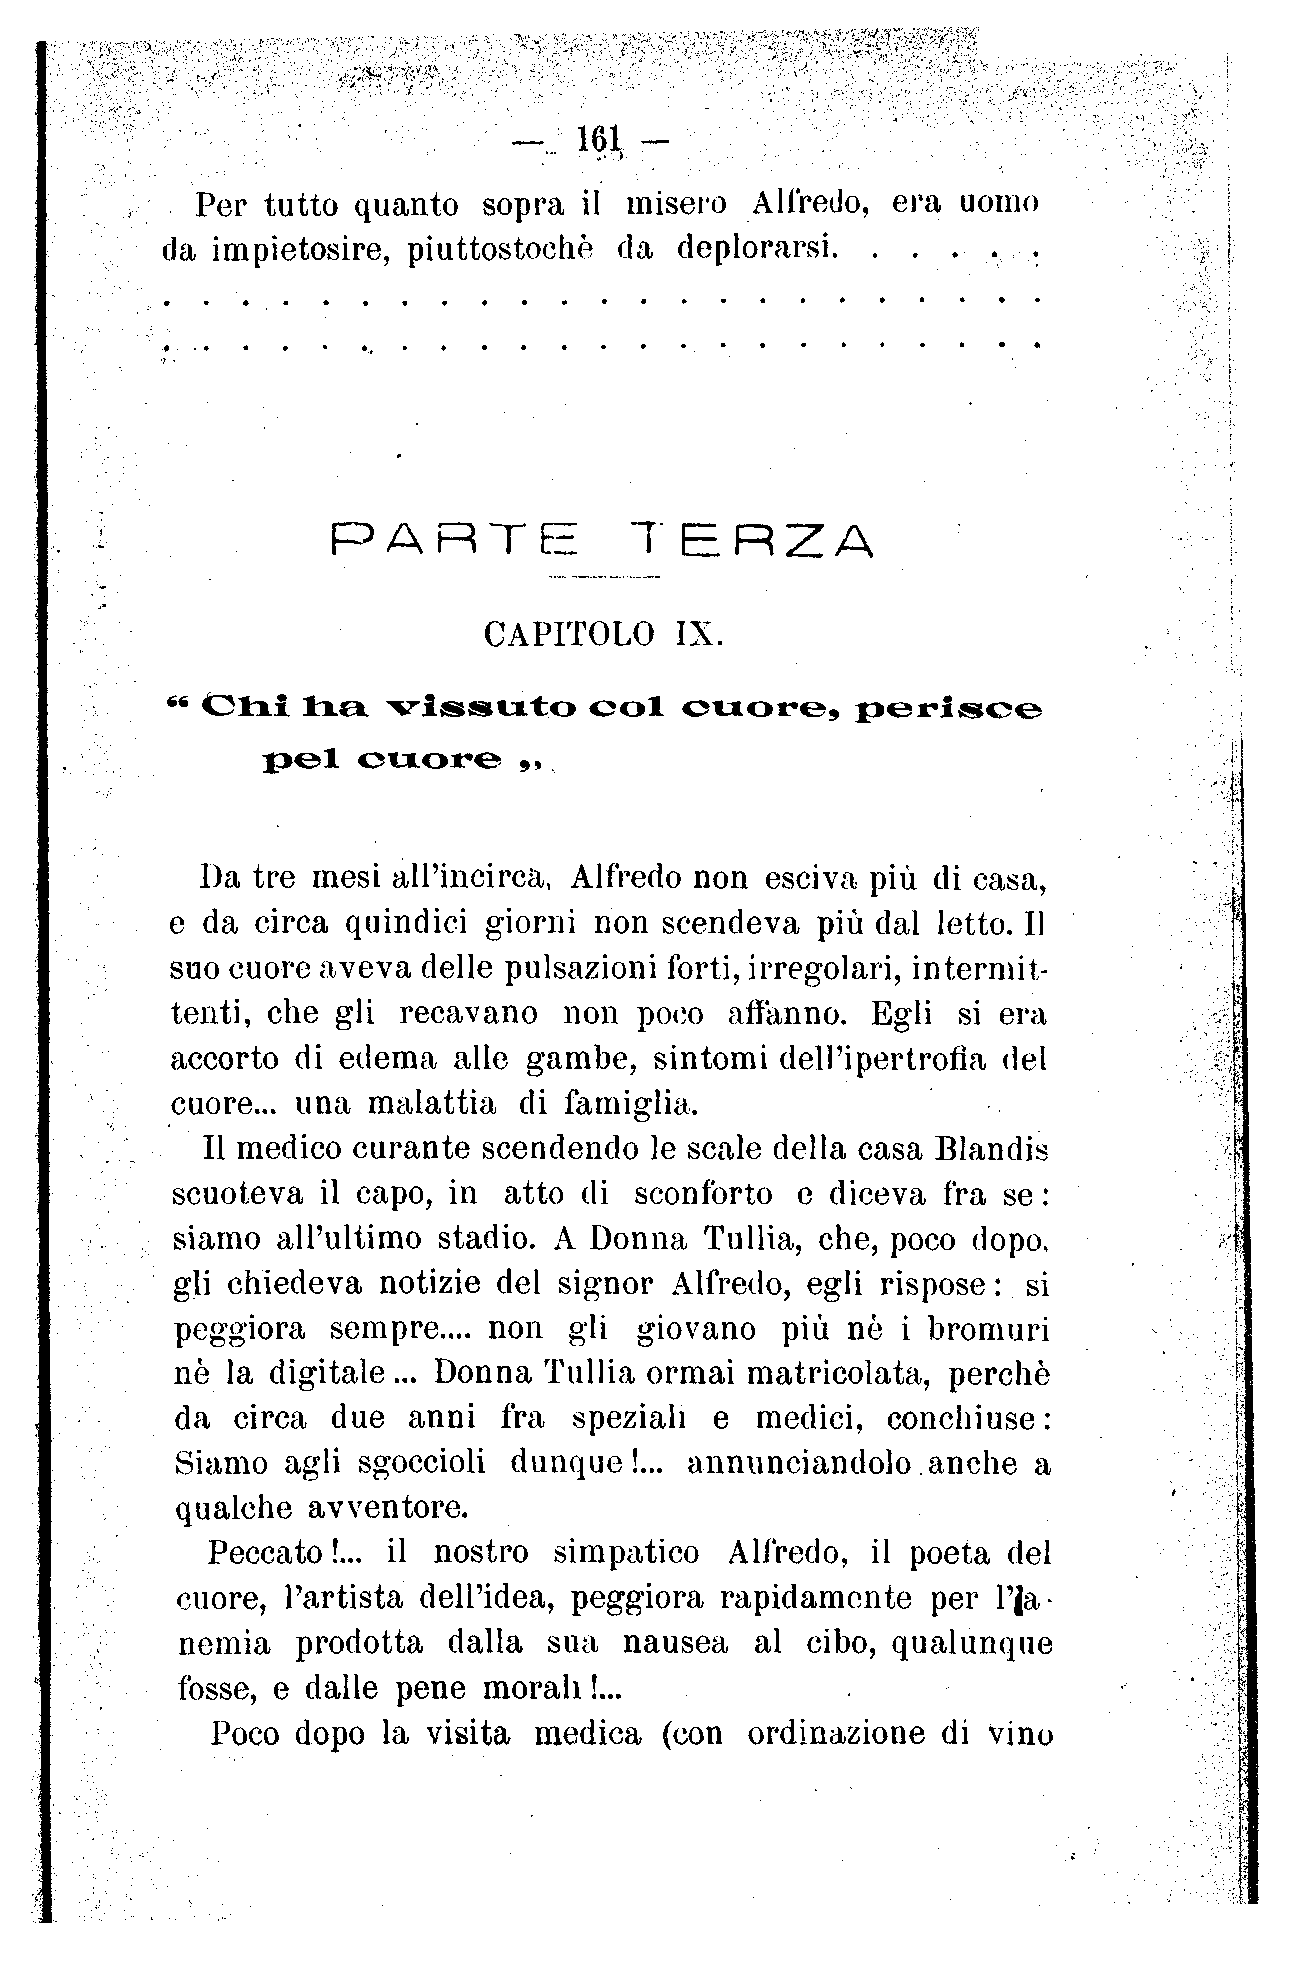 — 161 —
Per tutto quanto sopra il misero Alfredo, era uomo
da impietosire, piuttostochè da deplorarsi. . . . . .
. . . . . . . . . . . . . . . . . . . . . . .
. . . . . . . . . . . . . . . . . . . . . . .
PARTE TERZA
CAPITOLO IX.
“ Chi ha vissuto col cuore, perisce
pel cuore „
Da tre mesi all'incirca, Alfredo non esciva più di casa,
e da circa quindici giorni non scendeva più dal letto. Il
suo cuore aveva delle pulsazioni forti, irregolari, intermit-
tenti, che gli recavano non poco affanno. Egli si era
accorto di edema alle gambe, sintomi dell'ipertrofia del
cuore... una malattia di famiglia.
Il medico curante scendendo le scale della casa Blandis
scuoteva il capo, in atto di sconforto e diceva fra se:
siamo all'ultimo stadio. A Donna Tullia, che, poco dopo,
gli chiedeva notizie del signor Alfredo, egli rispose: si
peggiora sempre.... non gli giovano più nè i bromuri
nè la digitale... Donna Tullia ormai matricolata, perchè
da circa due anni fra speziali e medici, conchiuse:
Siamo agli sgoccioli dunque!... annunciandolo anche a
qualche avventore.
Peccato!... il nostro simpatico Alfredo, il poeta del
cuore, l'artista dell'idea, peggiora rapidamente per l'a-
nemia prodotta dalla sua nausea al cibo, qualunque
fosse, e dalle pene morali!...
Poco dopo la visita medica (con ordinazione di vino